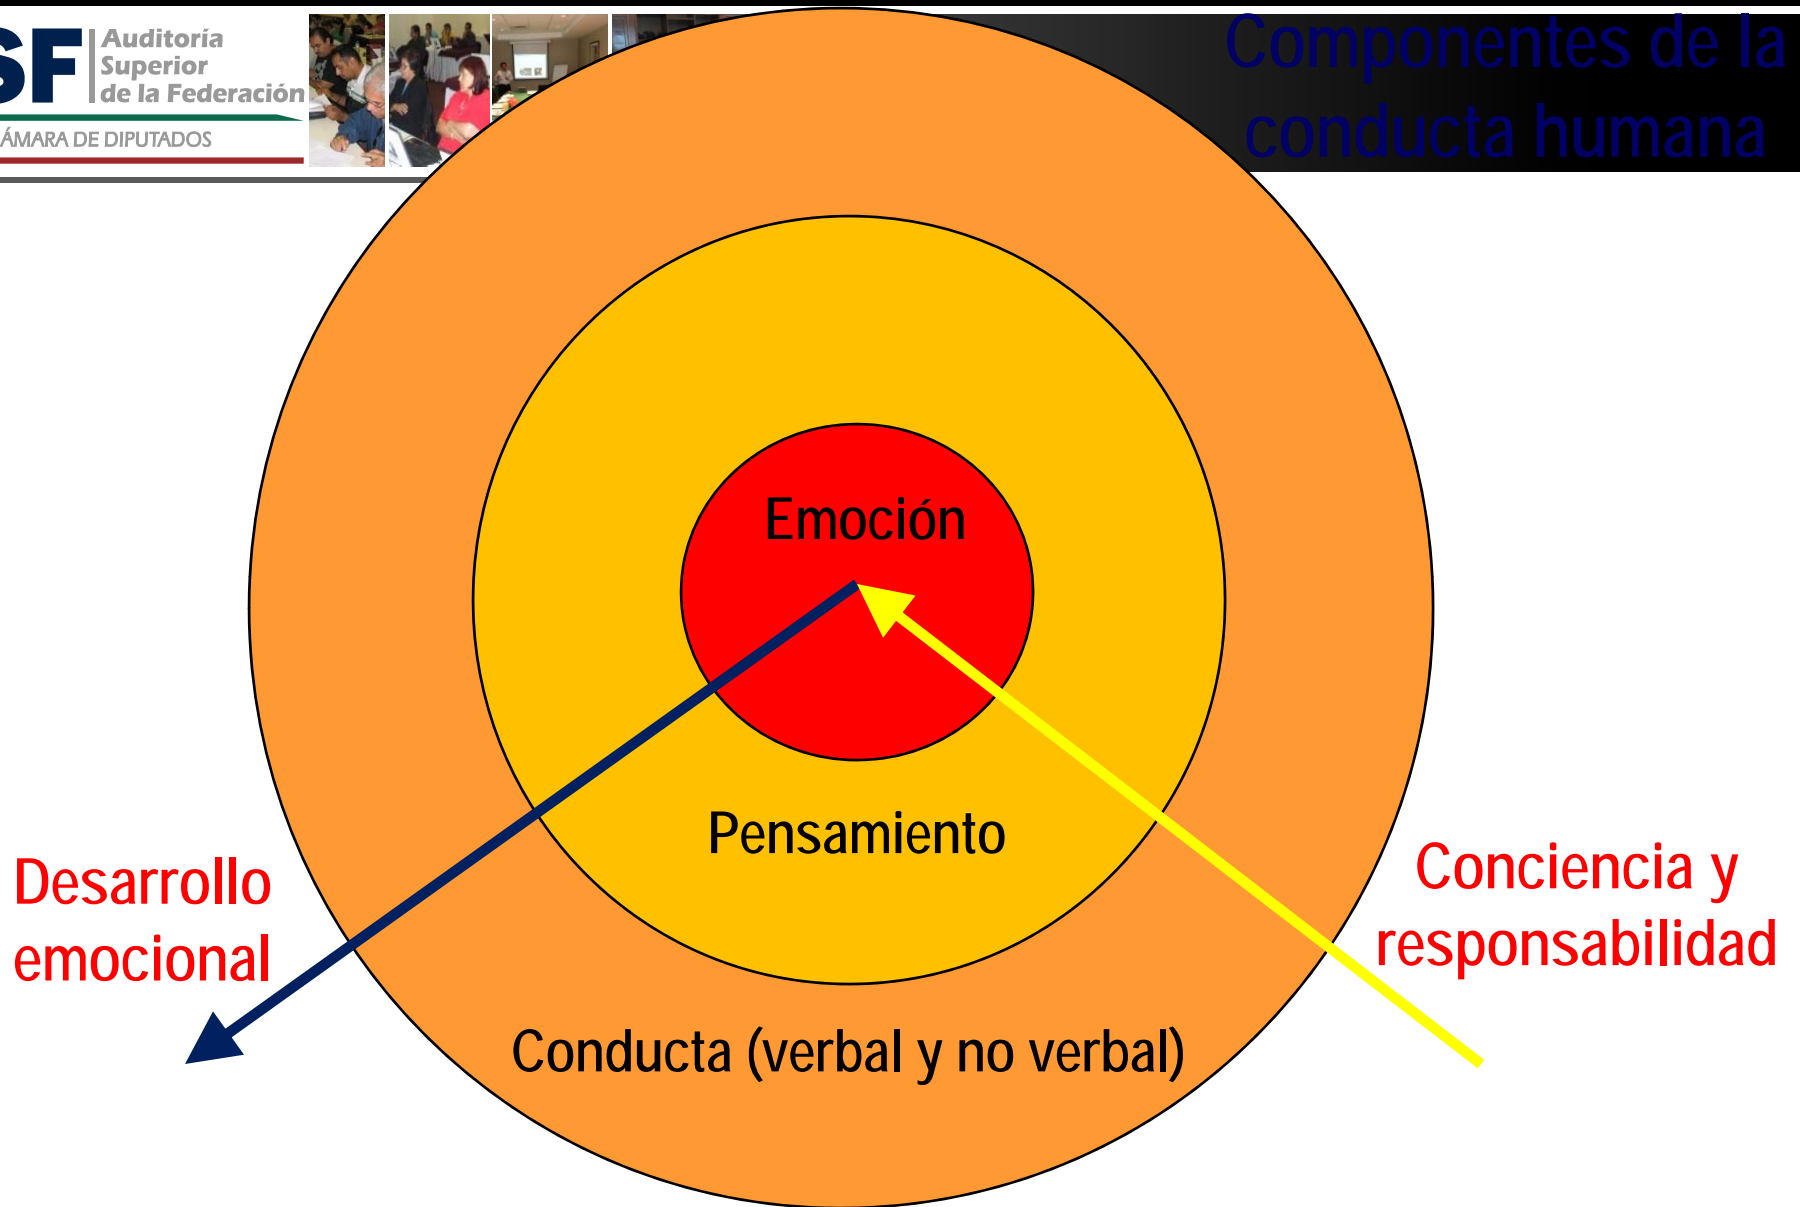 SF
Auditoría
Superior
de la Federación
ÁMARA DE DIPUTADOS
Componentes de la
conducta humana
Emoción
Pensamiento
Desarrollo
emocional
Conciencia y
responsabilidad
Conducta (verbal y no verbal)